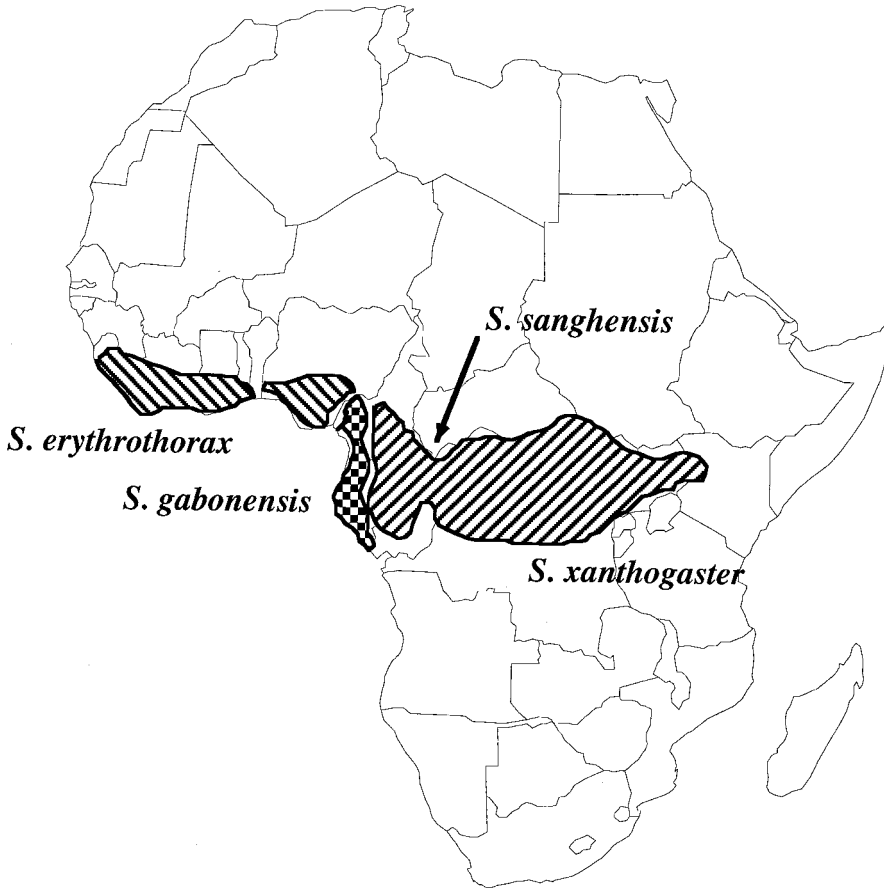 S. sanghensis
S. erythrothorax
S. gabonensis
S. xanthogaster